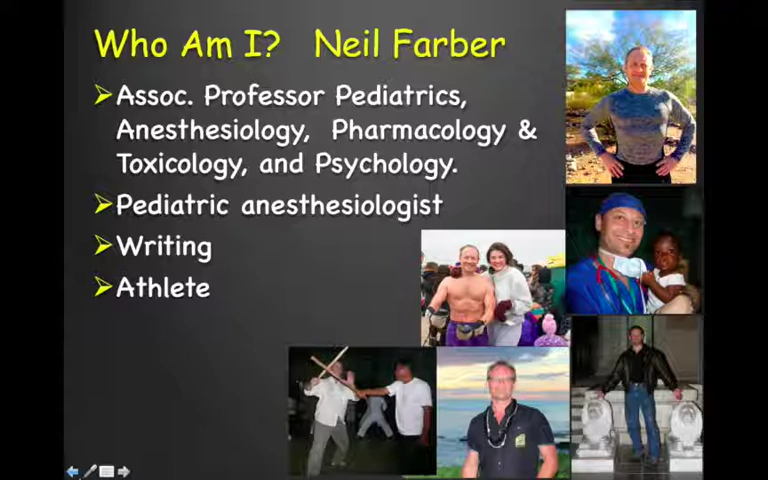 Who Am I? Neil Farber
Assoc. Professor Pediatrics,
Anesthesiology, Pharmacology &
Toxicology, and Psychology.
Pediatric anesthesiologist
Writing
Athlete